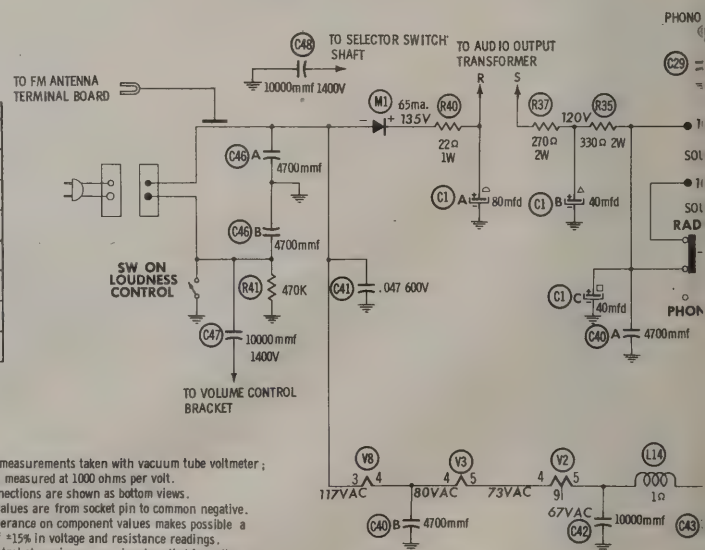 PHONO
C48
TO SELECTOR SWITCH
SHAFT
10000mmf 1400V
TO AUDIO OUTPUT
TRANSFORMER
R S
C29
TO FM ANTENNA
TERMINAL BOARD
M1 65ma.
- + 135V
R40
22Ω
1W
R37
270Ω
2W
120V
R35
330Ω 2W
C46 A
4700mmf
C1 A 80mfd
C1 B 40mfd
SOU
SOU
RAD
C46 B
4700mmf
SW ON
LOUDNESS
CONTROL
R41 470K
C41 .047 600V
C1 C
40mfd
PHON
C47 10000mmf
1400V
C40 A 4700mmf
TO VOLUME CONTROL
BRACKET
measurements taken with vacuum tube voltmeter;
measured at 1000 ohms per volt.
nections are shown as bottom views.
alues are from socket pin to common negative.
erance on component values makes possible a
±15% in voltage and resistance readings.
V8
3 4
117VAC
80VAC
V3
4 5
73VAC
V2
4 5
9
67VAC
L14
1Ω
C40 B 4700mmf
C42 10000mmf
C43